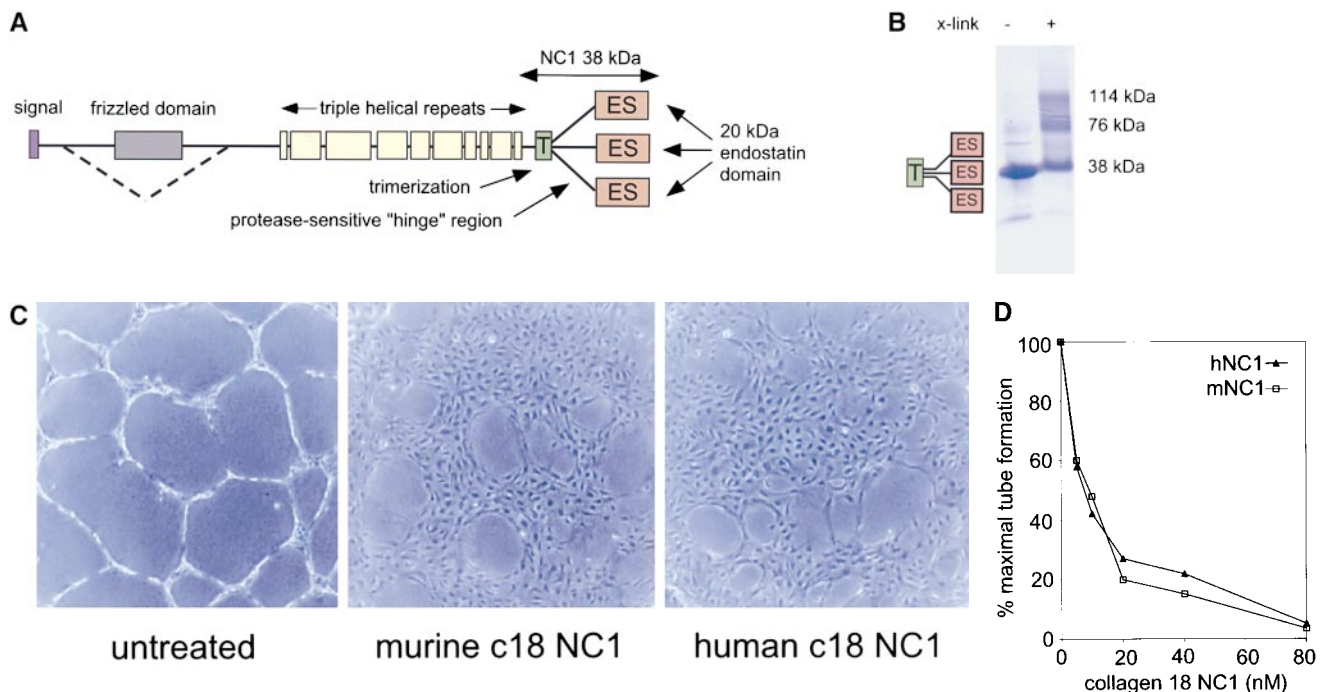 A
signal
frizzled domain
triple helical repeats
NC1 38 kDa
T
ES
ES
ES
20 kDa
endostatin
domain
trimerization
protease-sensitive "hinge" region
B
x-link - +
T
ES
ES
ES
114 kDa
76 kDa
38 kDa
C
untreated
murine c18 NC1
human c18 NC1
D
% maximal tube formation
100
80
60
40
20
0
hNC1
mNC1
0 20 40 60 80
collagen 18 NC1 (nM)